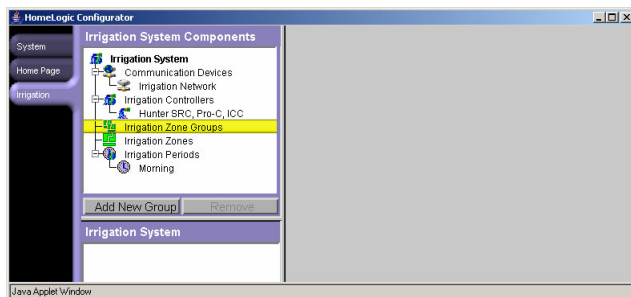 HomeLogic Configurator
System
Home Page
Irrigation
Irrigation System Components
Irrigation System
Communication Devices
Irrigation Network
Irrigation Controllers
Hunter SRC, Pro-C, ICC
Irrigation Zone Groups
Irrigation Zones
Irrigation Periods
Morning
Add New Group
Remove
Irrigation System
Java Applet Window